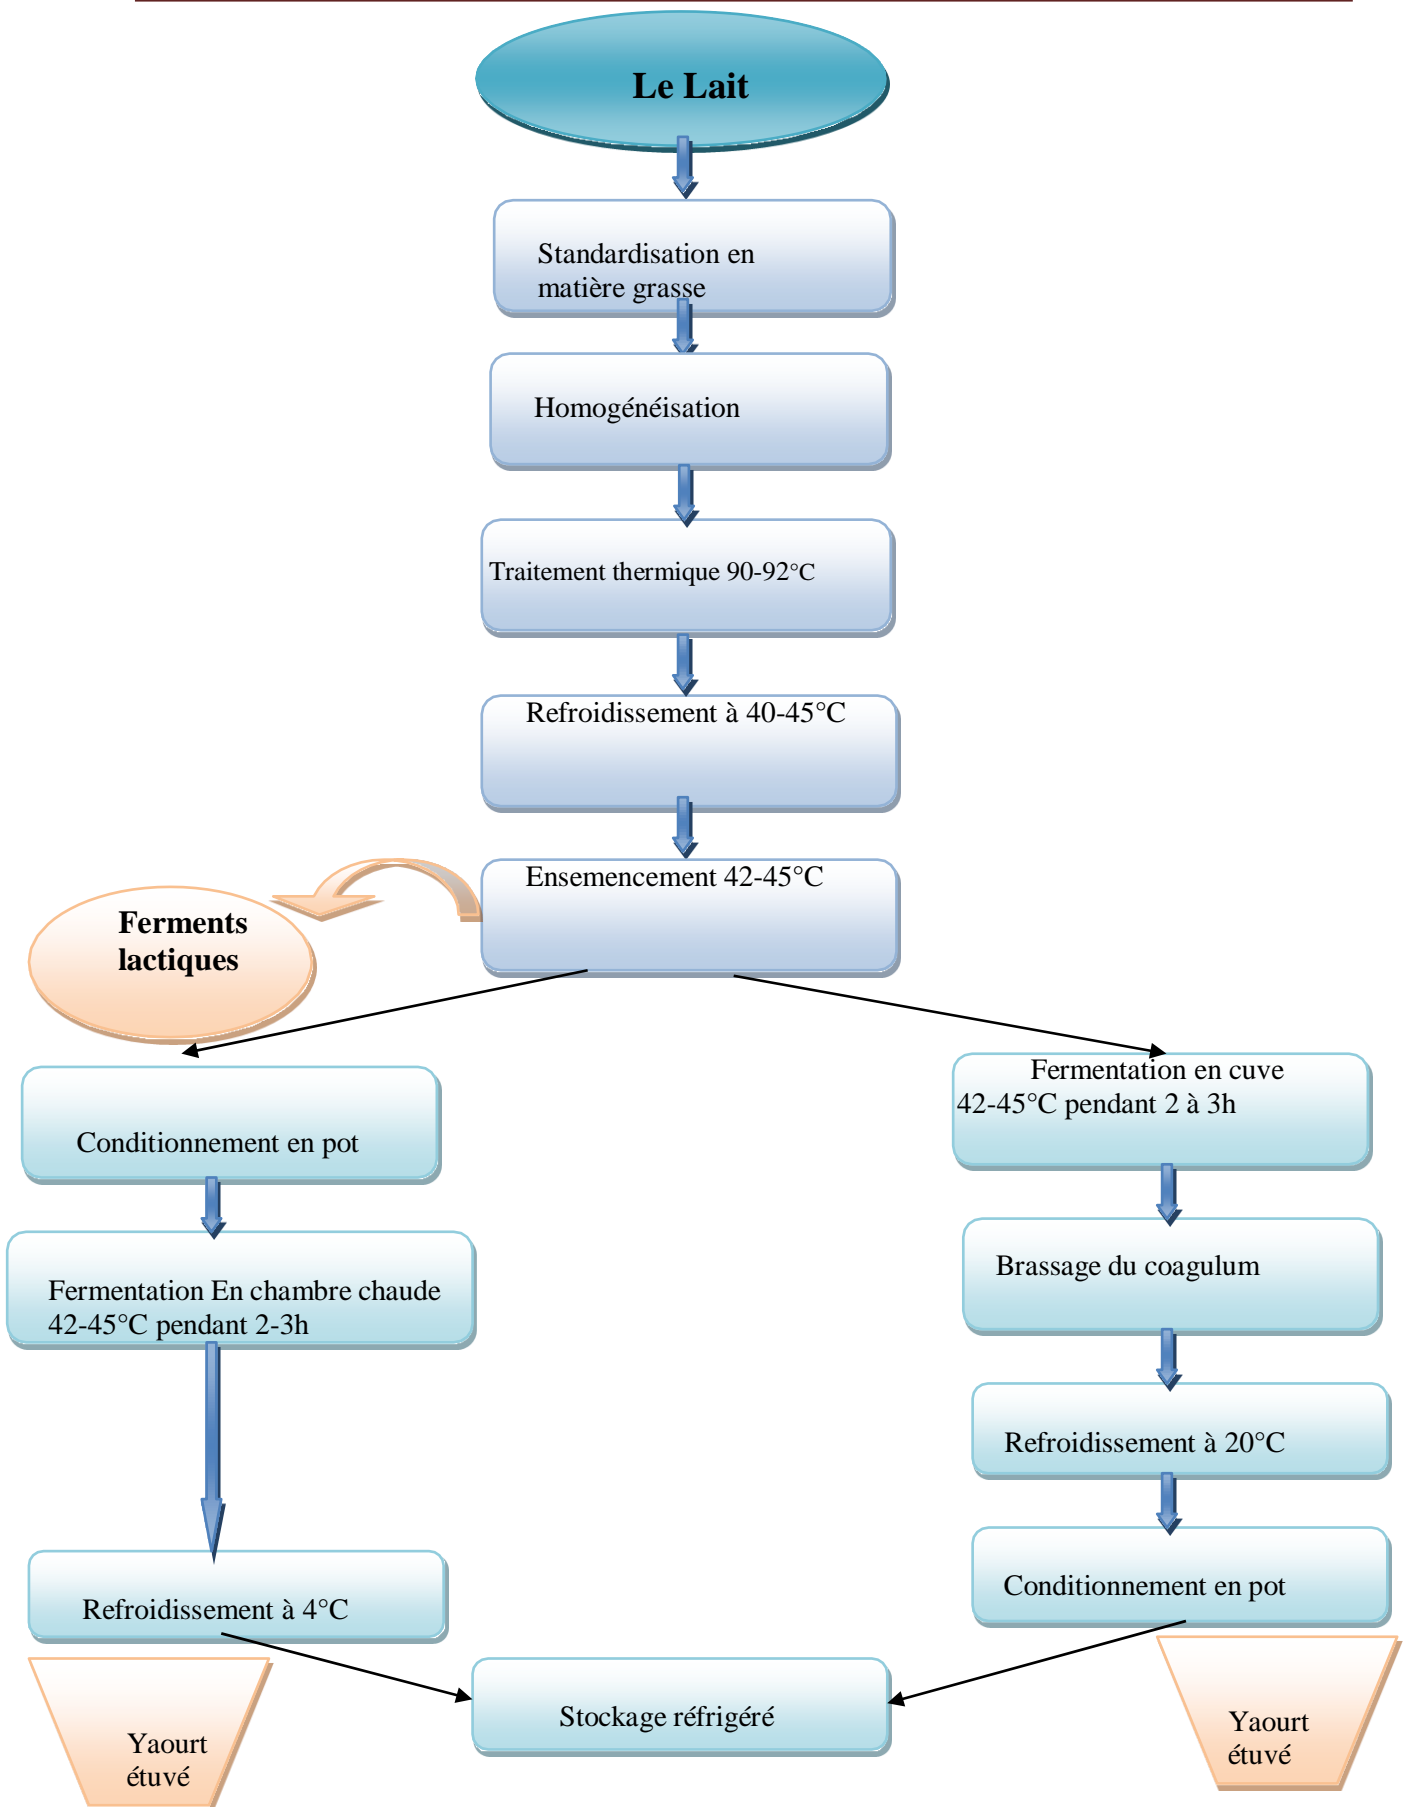 Le Lait
Standardisation en
matière grasse
Homogénéisation
Traitement thermique 90-92°C
Refroidissement à 40-45°C
Ensemencement 42-45°C
Ferments
lactiques
Conditionnement en pot
Fermentation En chambre chaude
42-45°C pendant 2-3h
Refroidissement à 4°C
Yaourt
étuvé
Fermentation en cuve
42-45°C pendant 2 à 3h
Brassage du coagulum
Refroidissement à 20°C
Conditionnement en pot
Yaourt
étuvé
Stockage réfrigéré